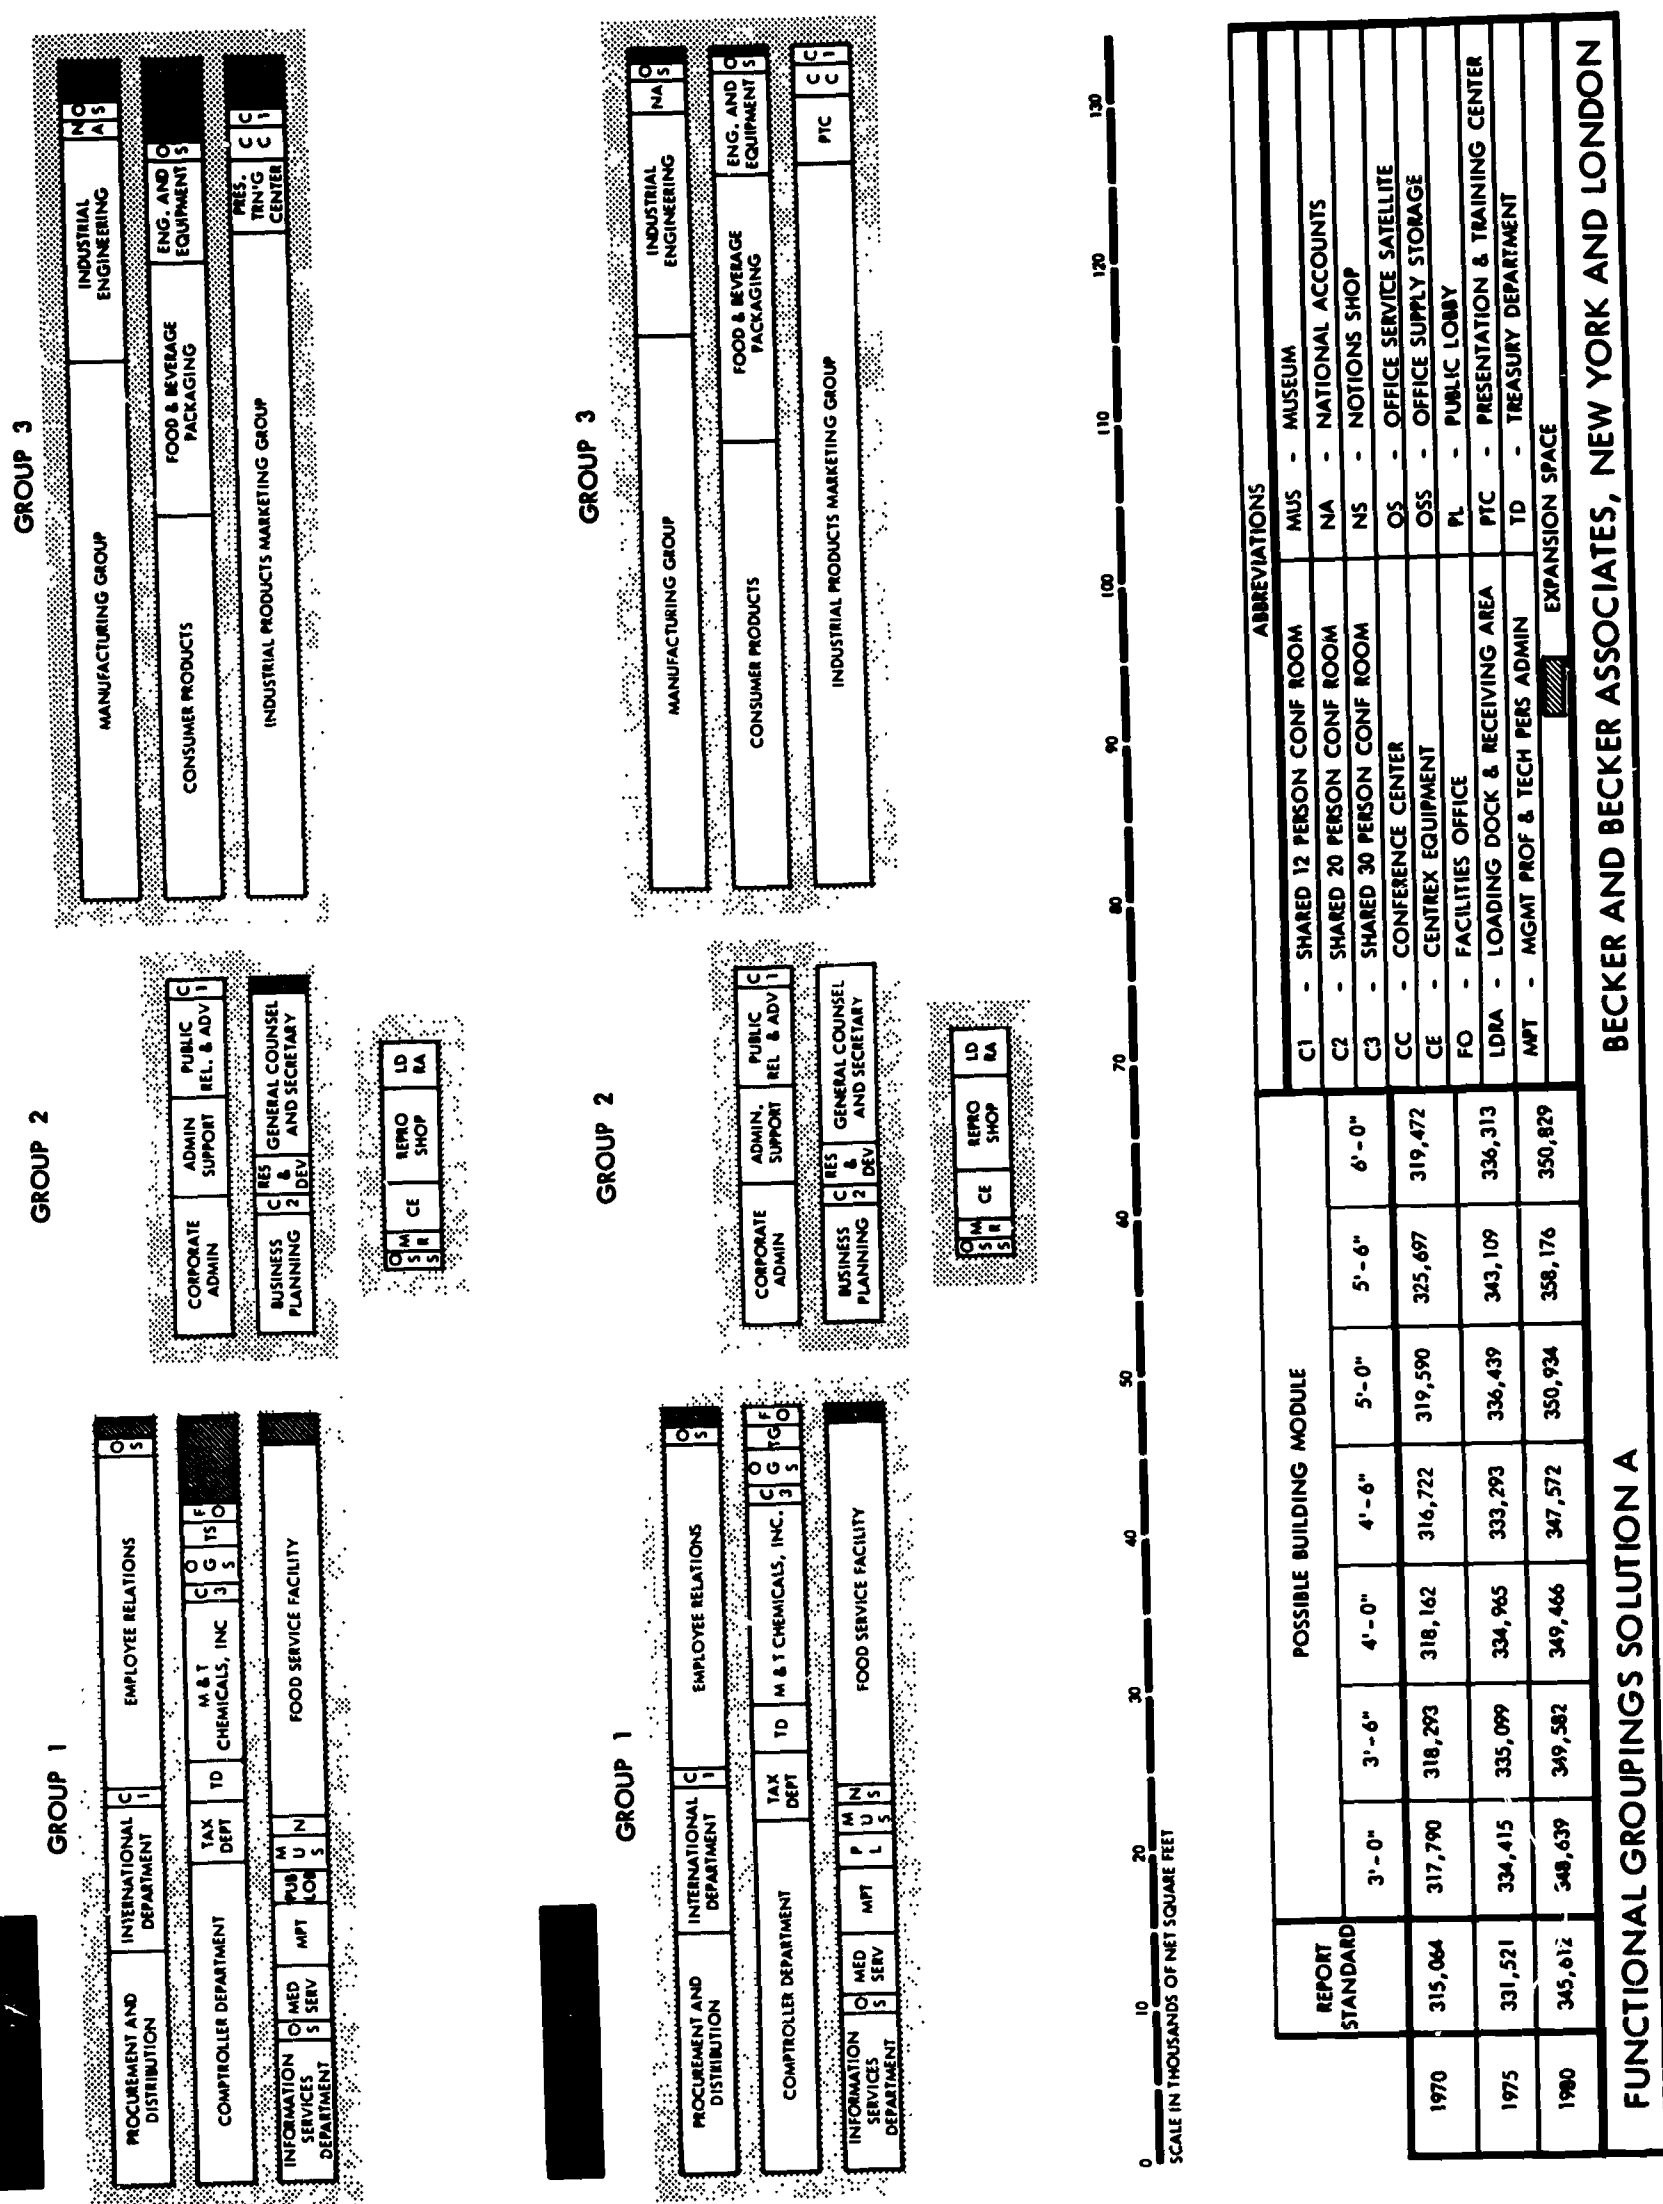 GROUP 1
PROCUREMENT AND
DISTRIBUTION
INTERNATIONAL
DEPARTMENT
C
1
EMPLOYEE RELATIONS
O
S
COMPTROLLER DEPARTMENT
TAX
DEPT
TD
M & T
CHEMICALS, INC
C
3
O
G
S
TS
F
O
INFORMATION
SERVICES
DEPARTMENT
O
S
MED
SERV
MPT
PUB
LOB
M
U
S
N
FOOD SERVICE FACILITY
GROUP 2
CORPORATE
ADMIN
ADMIN
SUPPORT
PUBLIC
REL. & ADV
C
1
BUSINESS
PLANNING
C
2
RES
&
DEV
GENERAL COUNSEL
AND SECRETARY
O
S
S
M
R
CE
REPRO
SHOP
LD
RA
GROUP 3
MANUFACTURING GROUP
INDUSTRIAL
ENGINEERING
N
A
O
S
CONSUMER PRODUCTS
FOOD & BEVERAGE
PACKAGING
ENG. AND
EQUIPMENT
O
S
INDUSTRIAL PRODUCTS MARKETING GROUP
PRES.
TRN'G
CENTER
C
C
C
1
GROUP 1
PROCUREMENT AND
DISTRIBUTION
INTERNATIONAL
DEPARTMENT
C
1
EMPLOYEE RELATIONS
O
S
COMPTROLLER DEPARTMENT
TAX
DEPT
TD
M & T CHEMICALS, INC.
C
3
O
G
S
TG
F
O
INFORMATION
SERVICES
DEPARTMENT
O
S
MED
SERV
MPT
P
L
M
U
S
N
S
FOOD SERVICE FACILITY
GROUP 2
CORPORATE
ADMIN
ADMIN.
SUPPORT
PUBLIC
REL & ADV
C
1
BUSINESS
PLANNING
C
2
RES
&
DEV
GENERAL COUNSEL
AND SECRETARY
O
S
S
M
R
CE
REPRO
SHOP
LD
RA
GROUP 3
MANUFACTURING GROUP
INDUSTRIAL
ENGINEERING
NA
O
S
CONSUMER PRODUCTS
FOOD & BEVERAGE
PACKAGING
ENG. AND
EQUIPMENT
O
S
INDUSTRIAL PRODUCTS MARKETING GROUP
PTC
C
C
C
1
0 10 20 30 40 50 60 70 80 90 100 110 120 130
SCALE IN THOUSANDS OF NET SQUARE FEET
REPORT
STANDARD
POSSIBLE BUILDING MODULE
3'-0" 3'-6" 4'-0" 4'-6" 5'-0" 5'-6" 6'-0"
1970 315,064 317,790 318,293 318,162 316,722 319,590 325,697 319,472
1975 331,521 334,415 335,099 334,965 333,293 336,439 343,109 336,313
1980 345,612 348,639 349,582 349,466 347,572 350,934 358,176 350,829
ABBREVIATIONS
C1 - SHARED 12 PERSON CONF ROOM MUS - MUSEUM
C2 - SHARED 20 PERSON CONF ROOM NA - NATIONAL ACCOUNTS
C3 - SHARED 30 PERSON CONF ROOM NS - NOTIONS SHOP
CC - CONFERENCE CENTER OS - OFFICE SERVICE SATELLITE
CE - CENTREX EQUIPMENT OSS - OFFICE SUPPLY STORAGE
FO - FACILITIES OFFICE PL - PUBLIC LOBBY
LDRA - LOADING DOCK & RECEIVING AREA PTC - PRESENTATION & TRAINING CENTER
MPT - MGMT PROF & TECH PERS ADMIN TD - TREASURY DEPARTMENT
EXPANSION SPACE
FUNCTIONAL GROUPINGS SOLUTION A BECKER AND BECKER ASSOCIATES, NEW YORK AND LONDON